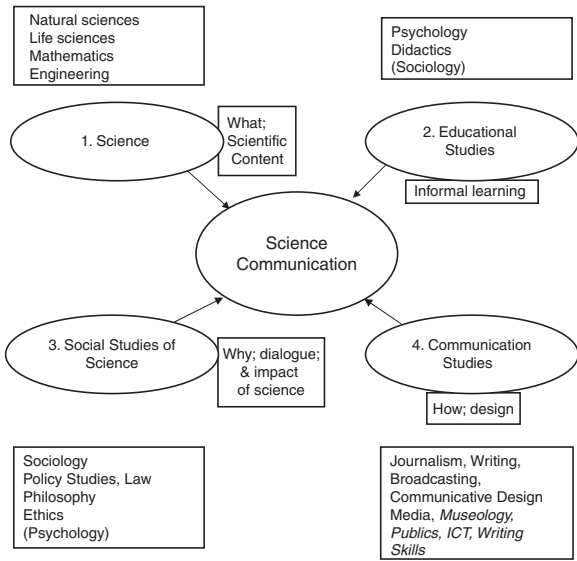 Natural sciences
Life sciences
Mathematics
Engineering
Psychology
Didactics
(Sociology)
1. Science
What;
Scientific
Content
2. Educational
Studies
Informal learning
Science
Communication
3. Social Studies of
Science
Why; dialogue;
& impact
of science
4. Communication
Studies
How; design
Sociology
Policy Studies, Law
Philosophy
Ethics
(Psychology)
Journalism, Writing,
Broadcasting,
Communicative Design
Media, Museology,
Publics, ICT, Writing
Skills